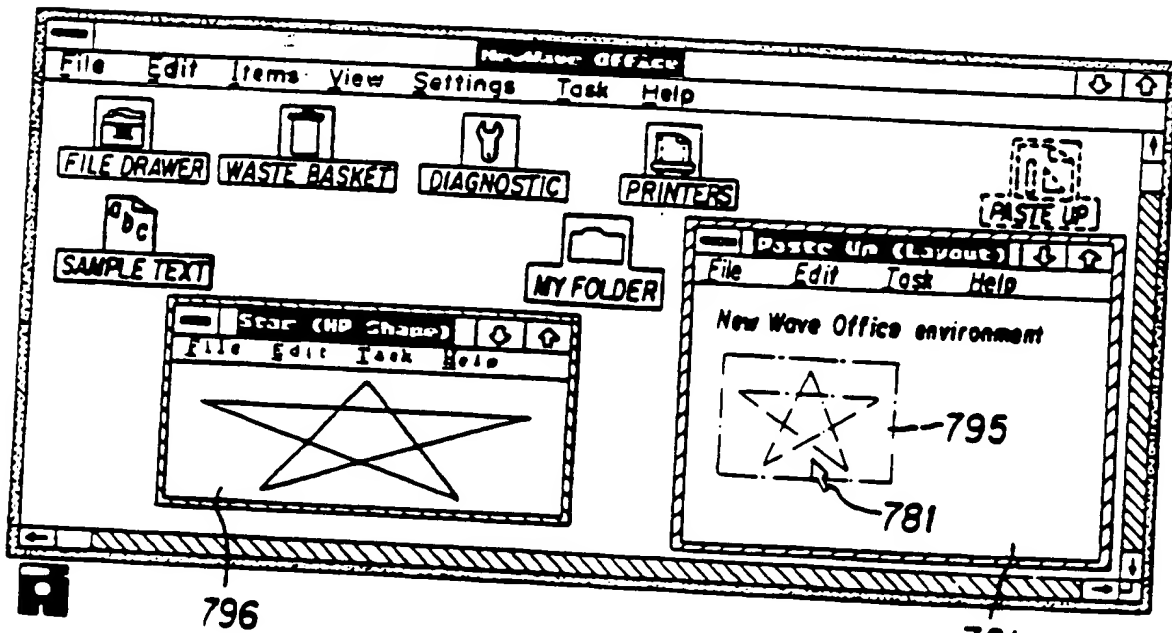 NewWave Office
File Edit Items View Settings Task Help
FILE DRAWER WASTE BASKET DIAGNOSTIC PRINTERS PASTE UP
abc
SAMPLE TEXT MY FOLDER
Paste Up (Layout)
File Edit Task Help
New Wave Office environment
Star (HP Shape)
File Edit Task Help
795
781
796